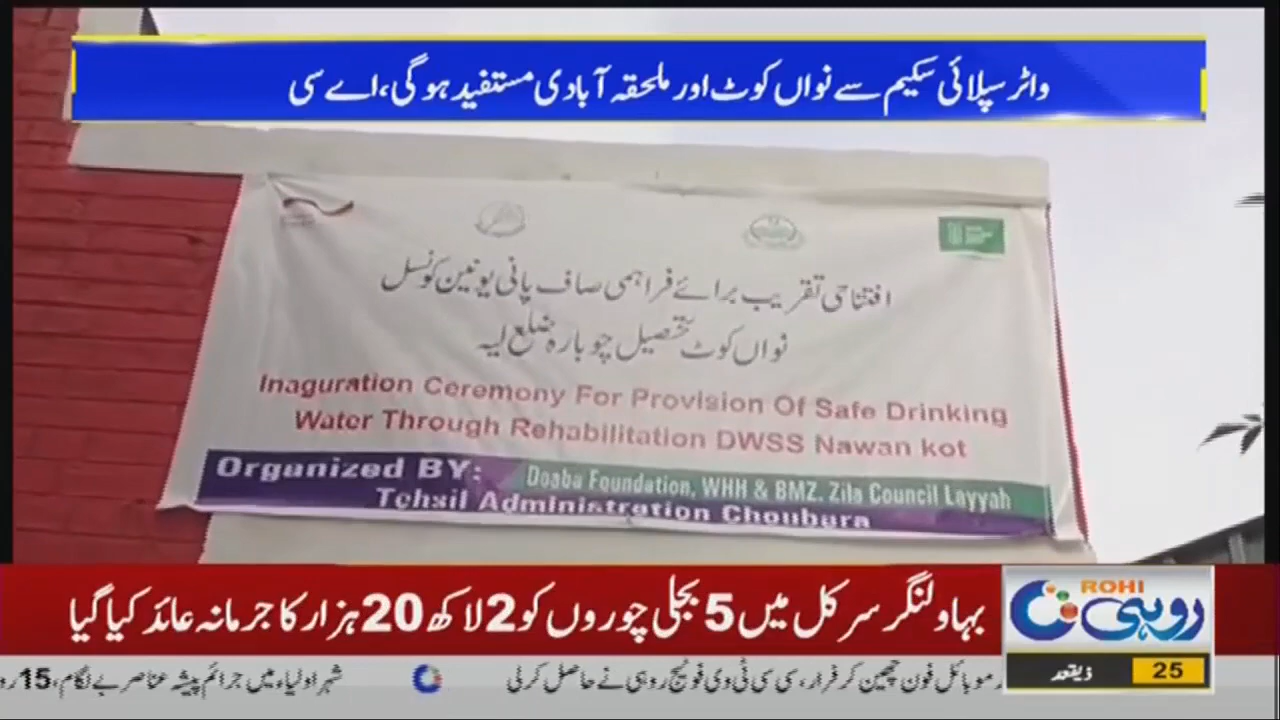 واٹر سپلائی سکیم سے نواں کوٹ اور ملحقہ آبادی مستفید ہوگی، اے سی
افتتاحی تقریب برائے فراہمی صاف پانی یونین کونسل
نواں کوٹ تحصیل چوبارہ ضلع لیہ
Inaguration Ceremony For Provision Of Safe Drinking
Water Through Rehabilitation DWSS Nawan kot
Organized BY: Doaba Foundation, WHH & BMZ, Zila Council Layyah
Tehsil Administration Choubara
بہاولنگر سرکل میں 5 بجلی چوروں کو 2 لاکھ 20 ہزار کا جرمانہ عائد کیا گیا
ROHI
روہی
موبائل فون چھین کر فرار، سی سی ٹی وی فوٹیج روہی نے حاصل کرلی
شہر اولیاء میں جرائم پیشہ عناصر بے لگام، 15
25 ذیقعد